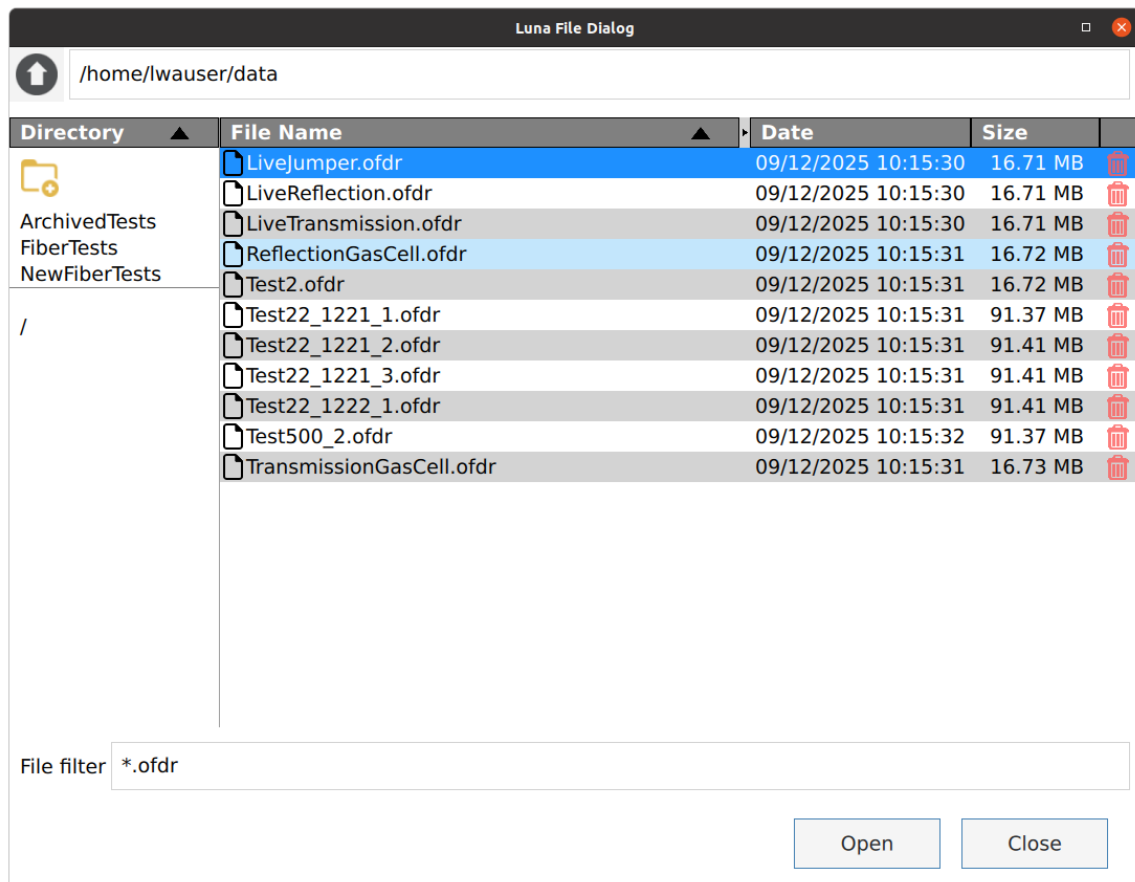 Luna File Dialog
/home/lwauser/data
Directory File Name Date Size
LiveJumper.ofdr 09/12/2025 10:15:30 16.71 MB
LiveReflection.ofdr 09/12/2025 10:15:30 16.71 MB
ArchivedTests LiveTransmission.ofdr 09/12/2025 10:15:30 16.71 MB
FiberTests ReflectionGasCell.ofdr 09/12/2025 10:15:31 16.72 MB
NewFiberTests Test2.ofdr 09/12/2025 10:15:31 16.72 MB
/ Test22_1221_1.ofdr 09/12/2025 10:15:31 91.37 MB
Test22_1221_2.ofdr 09/12/2025 10:15:31 91.41 MB
Test22_1221_3.ofdr 09/12/2025 10:15:31 91.41 MB
Test22_1222_1.ofdr 09/12/2025 10:15:31 91.41 MB
Test500_2.ofdr 09/12/2025 10:15:32 91.37 MB
TransmissionGasCell.ofdr 09/12/2025 10:15:31 16.73 MB
File filter *.ofdr
Open Close